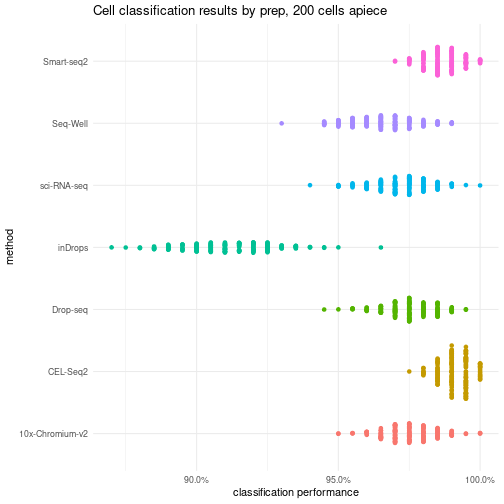 Cell classification results by prep, 200 cells apiece
Smart-seq2
Seq-Well
sci-RNA-seq
inDrops
Drop-seq
CEL-Seq2
10x-Chromium-v2
method
90.0%
95.0%
100.0%
classification performance